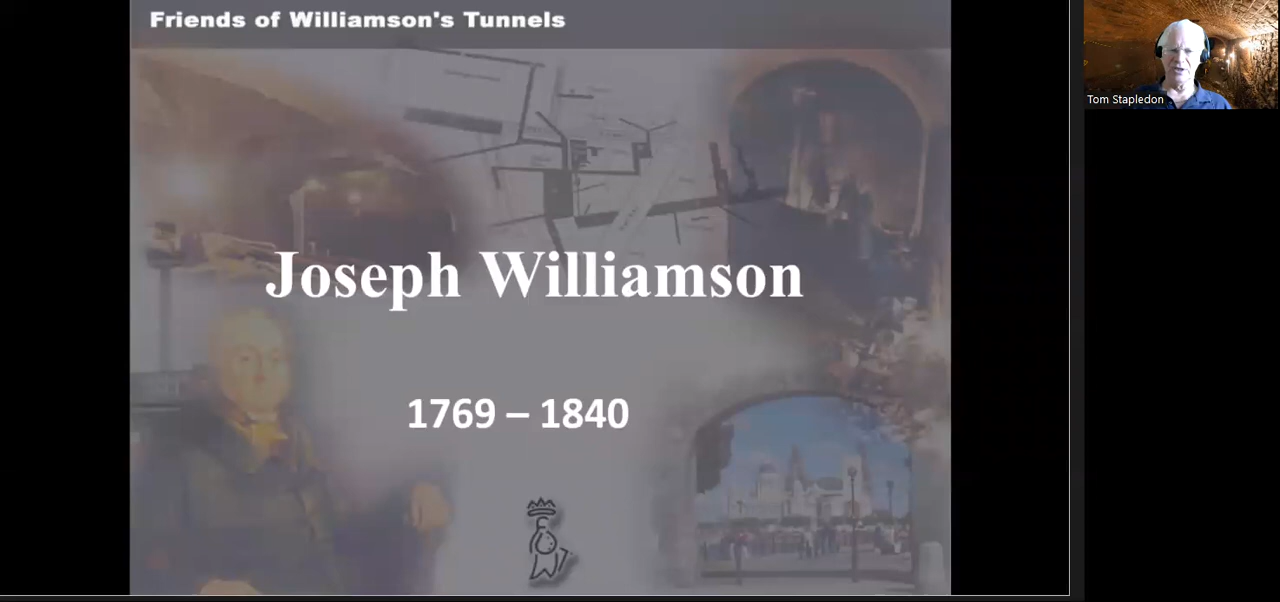 Friends of Williamson's Tunnels
Joseph Williamson
1769 – 1840
Tom Stapledon